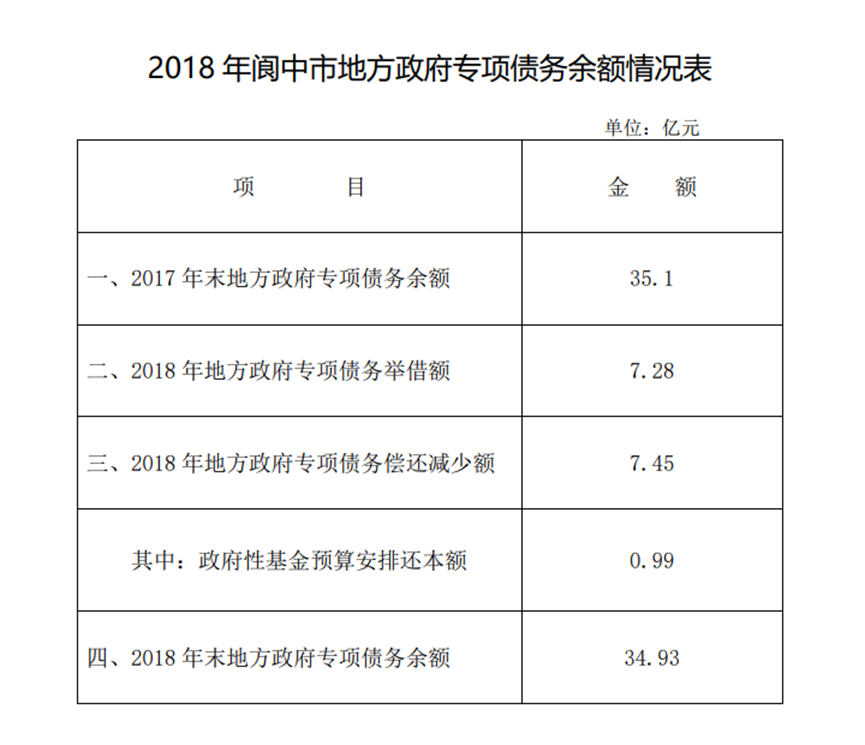 2018 年阆中市地方政府专项债务余额情况表
单位：亿元
项 目 金 额
一、2017 年末地方政府专项债务余额 35.1
二、2018 年地方政府专项债务举借额 7.28
三、2018 年地方政府专项债务偿还减少额 7.45
其中：政府性基金预算安排还本额 0.99
四、2018 年末地方政府专项债务余额 34.93